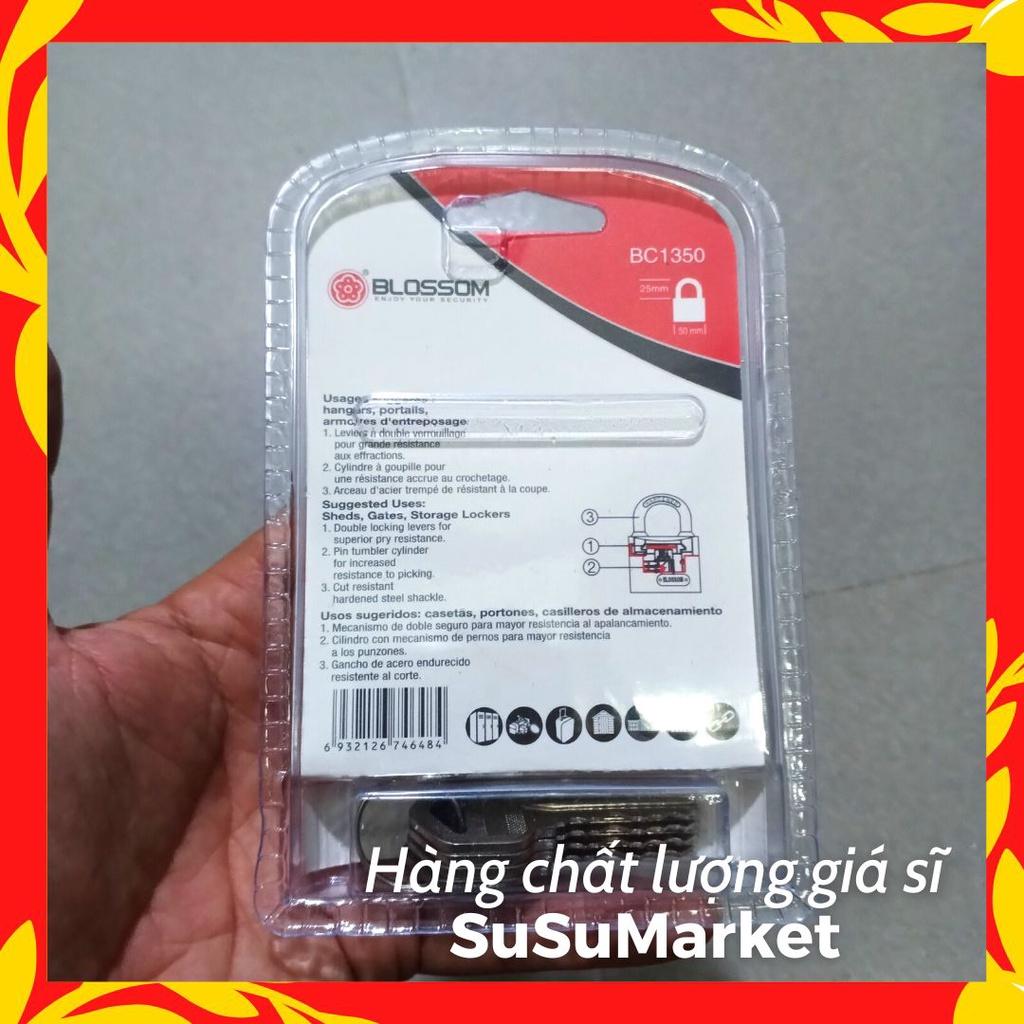 BC1350
25mm
50 mm
BLOSSOM
ENJOY YOUR SECURITY
Usages
hangars, portails,
armoires d'entreposage
1. Leviers à double verrouillage
pour grande résistance
aux effractions.
2. Cylindre à goupille pour
une résistance accrue au crochetage.
3. Arceau d'acier trempé de résistant à la coupe.
Suggested Uses:
Sheds, Gates, Storage Lockers
1. Double locking levers for
superior pry resistance.
2. Pin tumbler cylinder
for increased
resistance to picking.
3. Cut resistant
hardened steel shackle.
3
1
2
BLOSSOM
Usos sugeridos: casetas, portones, casilleros de almacenamiento
1. Mecanismo de doble seguro para mayor resistencia al apalancamiento.
2. Cilindro con mecanismo de pernos para mayor resistencia
a los punzones.
3. Gancho de acero endurecido
resistente al corte.
6 932126 746484
Hàng chất lượng giá sĩ
SuSuMarket